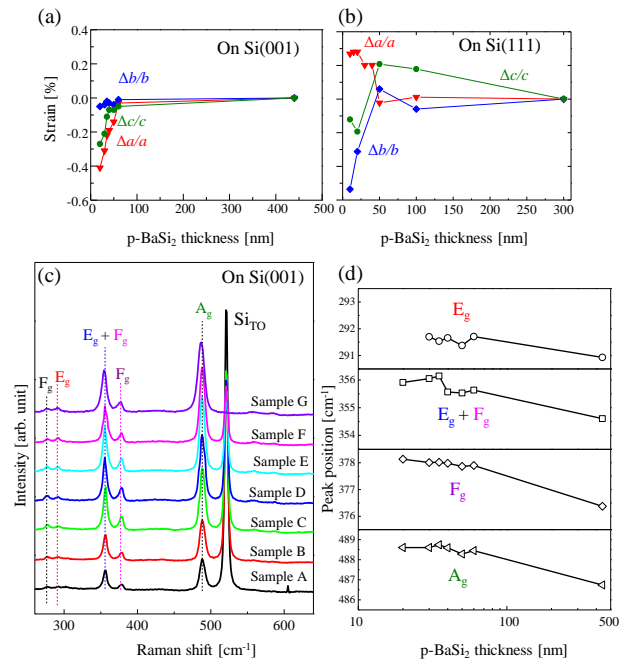 (a)
On Si(001)
Δb/b
Δc/c
Δa/a
Strain [%]
0.4
0.2
0.0
-0.2
-0.4
-0.6
0
100
200
300
400
500
p-BaSi2 thickness [nm]
(b)
On Si(111)
Δa/a
Δc/c
Δb/b
0
50
100
150
200
250
300
p-BaSi2 thickness [nm]
(c)
On Si(001)
Ag
SiTO
Eg + Fg
Fg
Eg
Fg
Sample G
Sample F
Sample E
Sample D
Sample C
Sample B
Sample A
Intensity [arb. unit]
300
400
500
600
Raman shift [cm-1]
(d)
293
292
291
Eg
356
355
354
Eg + Fg
378
377
376
Fg
489
488
487
486
Ag
Peak position [cm-1]
10
100
500
p-BaSi2 thickness [nm]